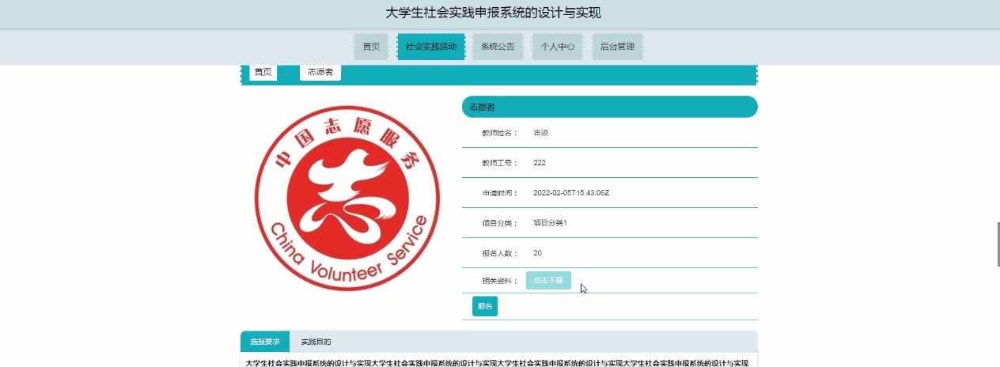 大学生社会实践申报系统的设计与实现
首页 社会实践活动 系统公告 个人中心 后台管理
首页 志愿者
中国志愿服务
China Volunteer Service
志愿者
教师姓名： 古迹
教师工号： 222
申请时间： 2022-02-05T15:43:06Z
项目分类： 项目分类1
报名人数： 20
相关资料： 点击下载
报名
选报要求 实践目的
大学生社会实践申报系统的设计与实现大学生社会实践申报系统的设计与实现大学生社会实践申报系统的设计与实现大学生社会实践申报系统的设计与实现